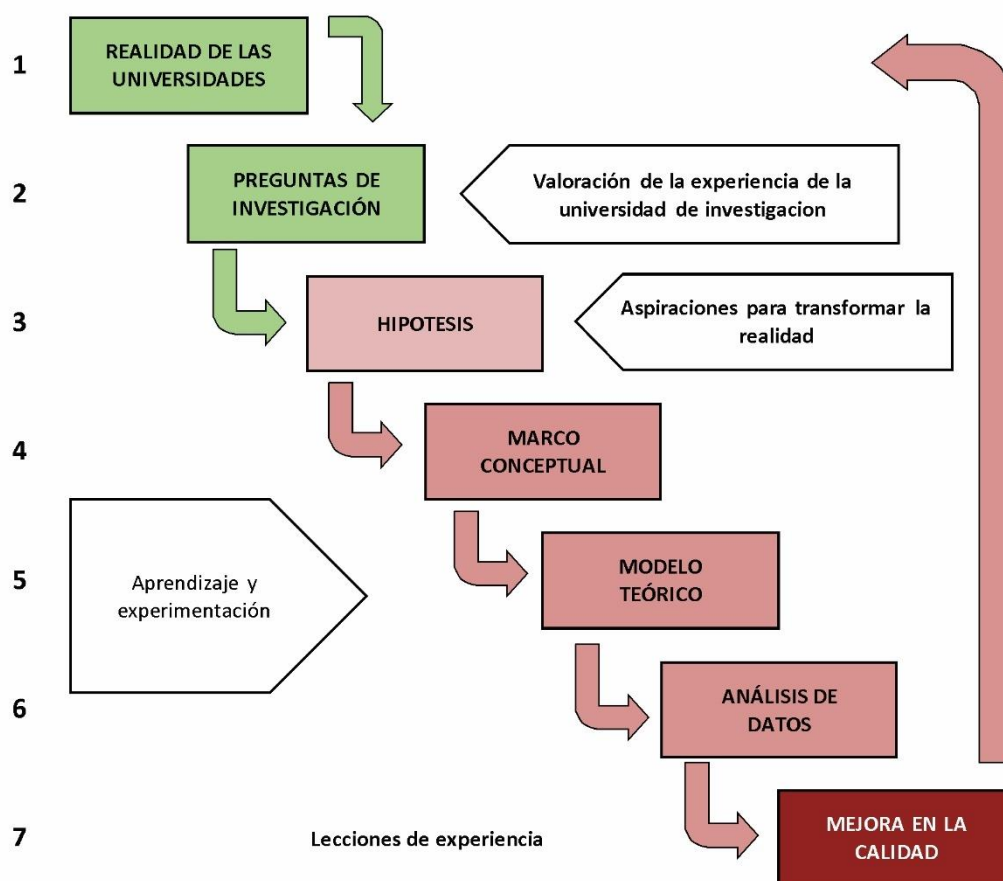 1
REALIDAD DE LAS
UNIVERSIDADES
2
PREGUNTAS DE
INVESTIGACIÓN
Valoración de la experiencia de la
universidad de investigacion
3
HIPOTESIS
Aspiraciones para transformar la
realidad
4
MARCO
CONCEPTUAL
5
Aprendizaje y
experimentación
MODELO
TEÓRICO
6
ANÁLISIS DE
DATOS
7
Lecciones de experiencia
MEJORA EN LA
CALIDAD